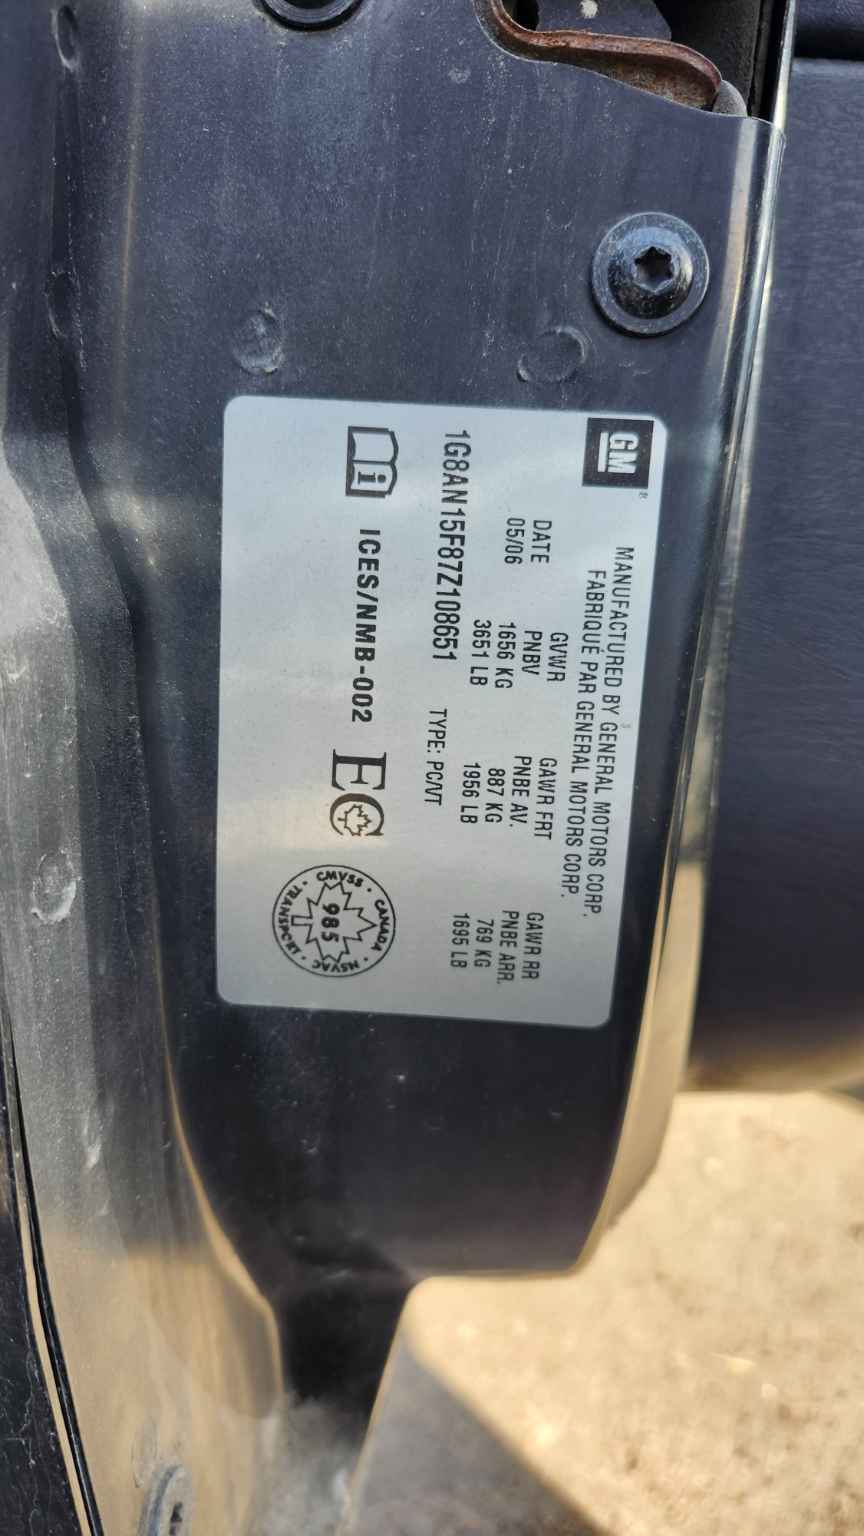 GM
MANUFACTURED BY GENERAL MOTORS CORP.
FABRIQUÉ PAR GENERAL MOTORS CORP.
DATE GVWR GAWR FRT GAWR RR
05/06 PNBV PNBE AV. PNBE ARR.
1656 KG 887 KG 769 KG
3651 LB 1956 LB 1695 LB
1G8AN15F87Z108651 TYPE: PC/VT
i ICES/NMB-002 EC
CANADA · CMVSS · TRANSPORT · NSVAC
985